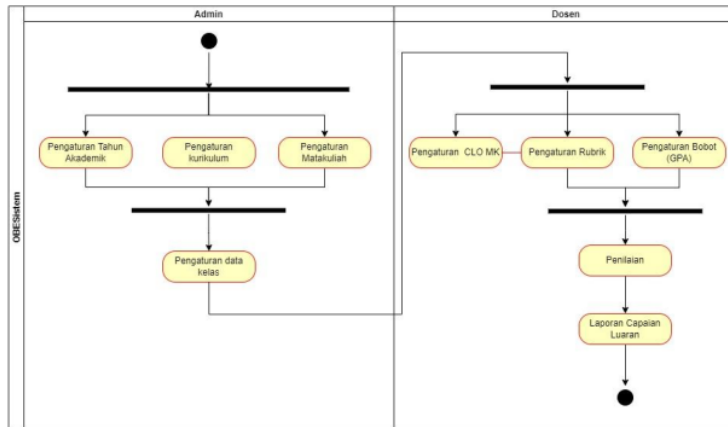 Admin
Dosen
OBESistem
Pengaturan Tahun
Akademik
Pengaturan
kurikulum
Pengaturan
Matakuliah
Pengaturan data
kelas
Pengaturan CLO MK
Pengaturan Rubrik
Pengaturan Bobot
(GPA)
Penilaian
Laporan Capaian
Luaran